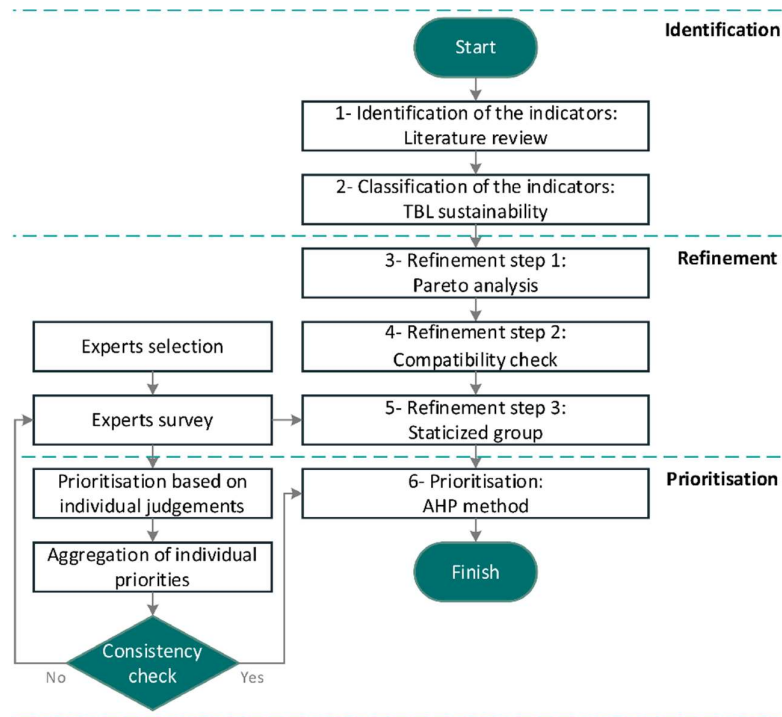 Identification
Start
1- Identification of the indicators:
Literature review
2- Classification of the indicators:
TBL sustainability
Refinement
3- Refinement step 1:
Pareto analysis
Experts selection
4- Refinement step 2:
Compatibility check
Experts survey
5- Refinement step 3:
Staticized group
Prioritisation
Prioritisation based on
individual judgements
6- Prioritisation:
AHP method
Aggregation of individual
priorities
Finish
Consistency
check
No
Yes